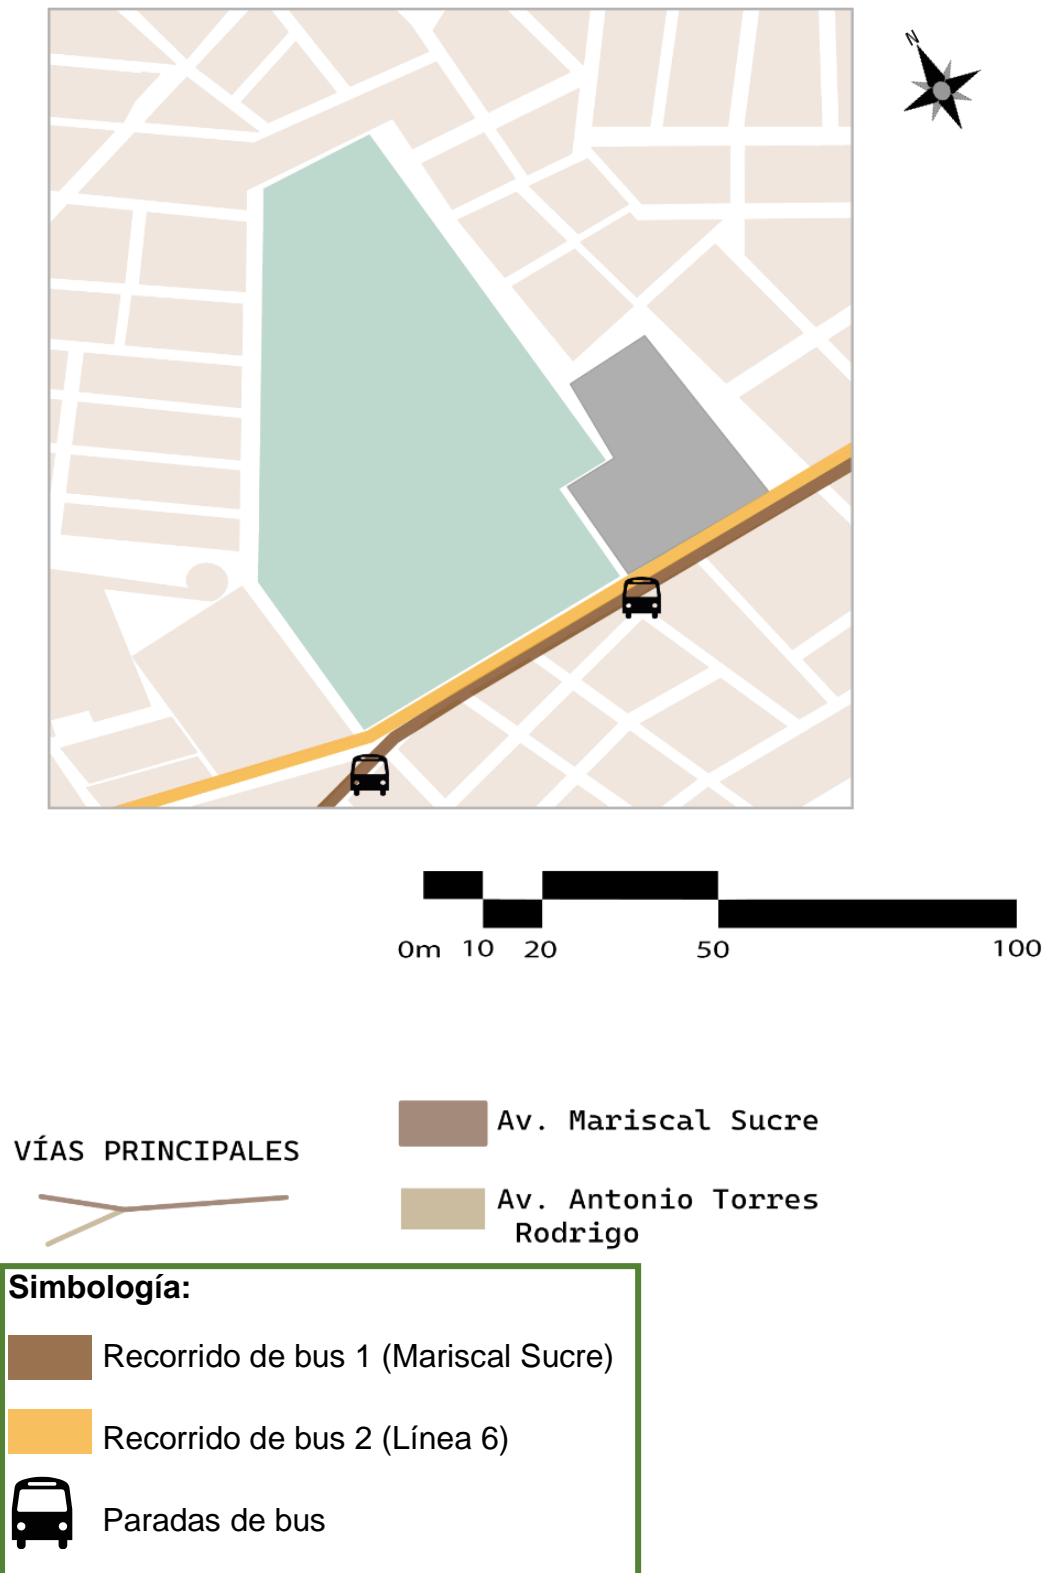 N
0m 10 20 50 100
VÍAS PRINCIPALES
Av. Mariscal Sucre
Av. Antonio Torres
Rodrigo
Simbología:
Recorrido de bus 1 (Mariscal Sucre)
Recorrido de bus 2 (Línea 6)
Paradas de bus